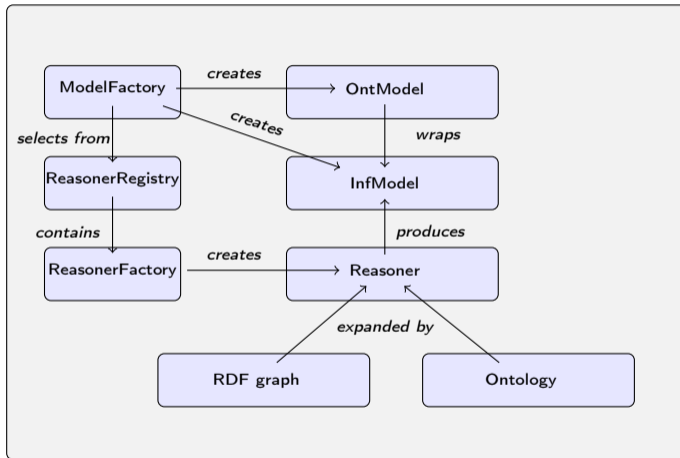 ModelFactory
creates
OntModel
creates
selects from
wraps
ReasonerRegistry
InfModel
contains
produces
ReasonerFactory
creates
Reasoner
expanded by
RDF graph
Ontology